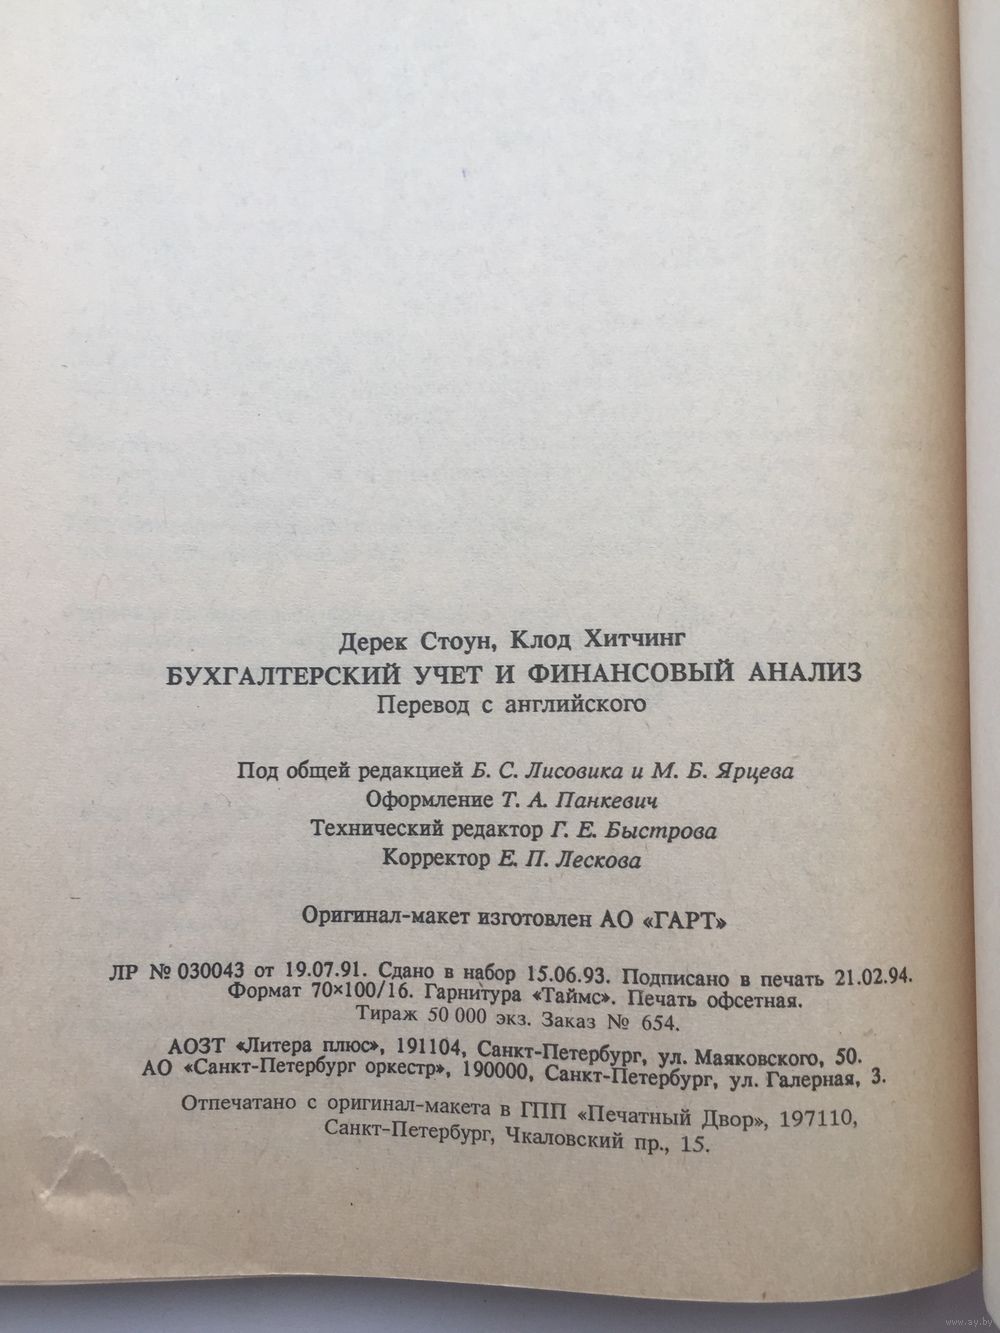 Дерек Стоун, Клод Хитчинг
БУХГАЛТЕРСКИЙ УЧЕТ И ФИНАНСОВЫЙ АНАЛИЗ
Перевод с английского
Под общей редакцией Б. С. Лисовика и М. Б. Ярцева
Оформление Т. А. Панкевич
Технический редактор Г. Е. Быстрова
Корректор Е. П. Лескова
Оригинал-макет изготовлен АО «ГАРТ»
ЛР № 030043 от 19.07.91. Сдано в набор 15.06.93. Подписано в печать 21.02.94.
Формат 70×100/16. Гарнитура «Таймс». Печать офсетная.
Тираж 50 000 экз. Заказ № 654.
АОЗТ «Литера плюс», 191104, Санкт-Петербург, ул. Маяковского, 50.
АО «Санкт-Петербург оркестр», 190000, Санкт-Петербург, ул. Галерная, 3.
Отпечатано с оригинал-макета в ГПП «Печатный Двор», 197110,
Санкт-Петербург, Чкаловский пр., 15.
www.ay.by